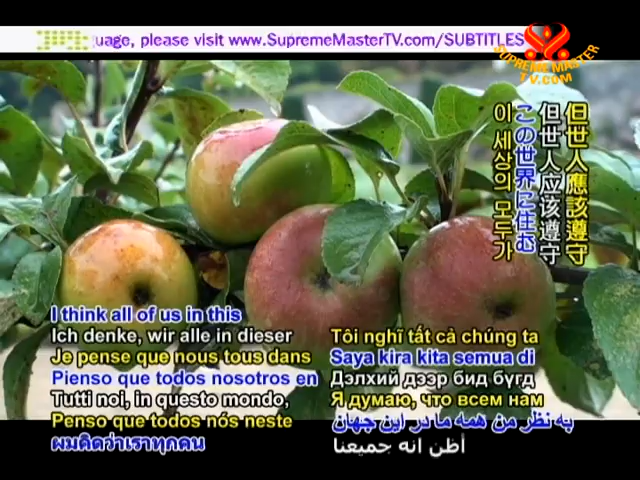 uage, please visit www.SupremeMasterTV.com/SUBTITLES
SUPREME MASTER
TV.COM
但世人應該遵守
但世人应该遵守
この世界に住む
이 세상의 모두가
I think all of us in this
Ich denke, wir alle in dieser
Je pense que nous tous dans
Pienso que todos nosotros en
Tutti noi, in questo mondo,
Penso que todos nós neste
ผมคิดว่าเราทุกคน
Tôi nghĩ tất cả chúng ta
Saya kira kita semua di
Дэлхий дээр бид бүгд
Я думаю, что всем нам
به نظر من همه ما در این جهان
أظن انه جميعنا